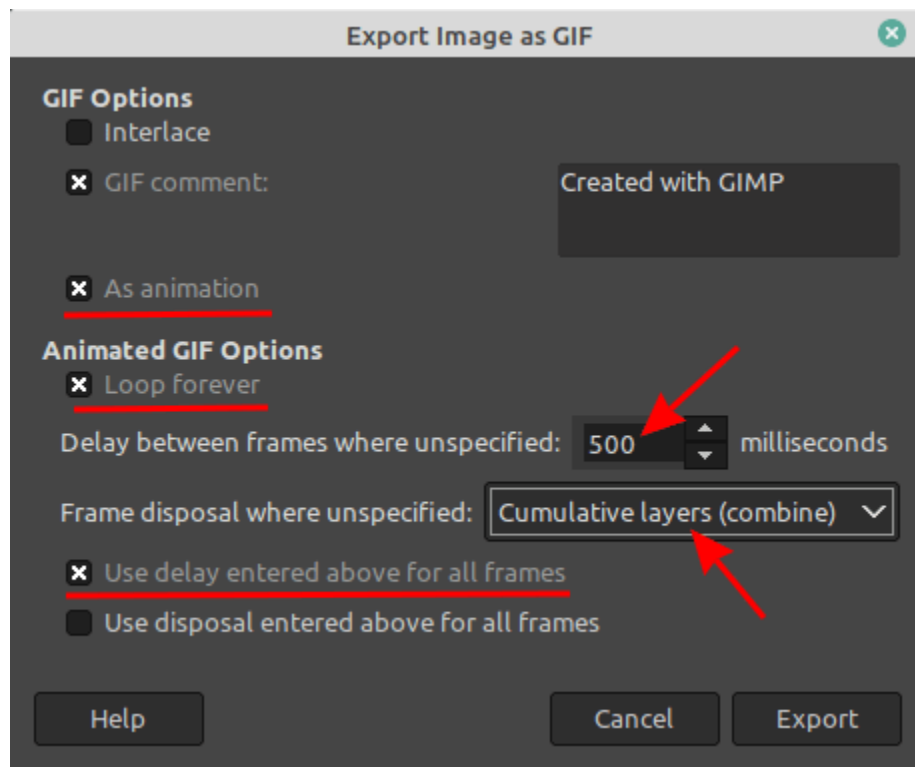 Export Image as GIF
GIF Options
Interlace
GIF comment:
Created with GIMP
As animation
Animated GIF Options
Loop forever
Delay between frames where unspecified: 500 milliseconds
Frame disposal where unspecified: Cumulative layers (combine)
Use delay entered above for all frames
Use disposal entered above for all frames
Help Cancel Export